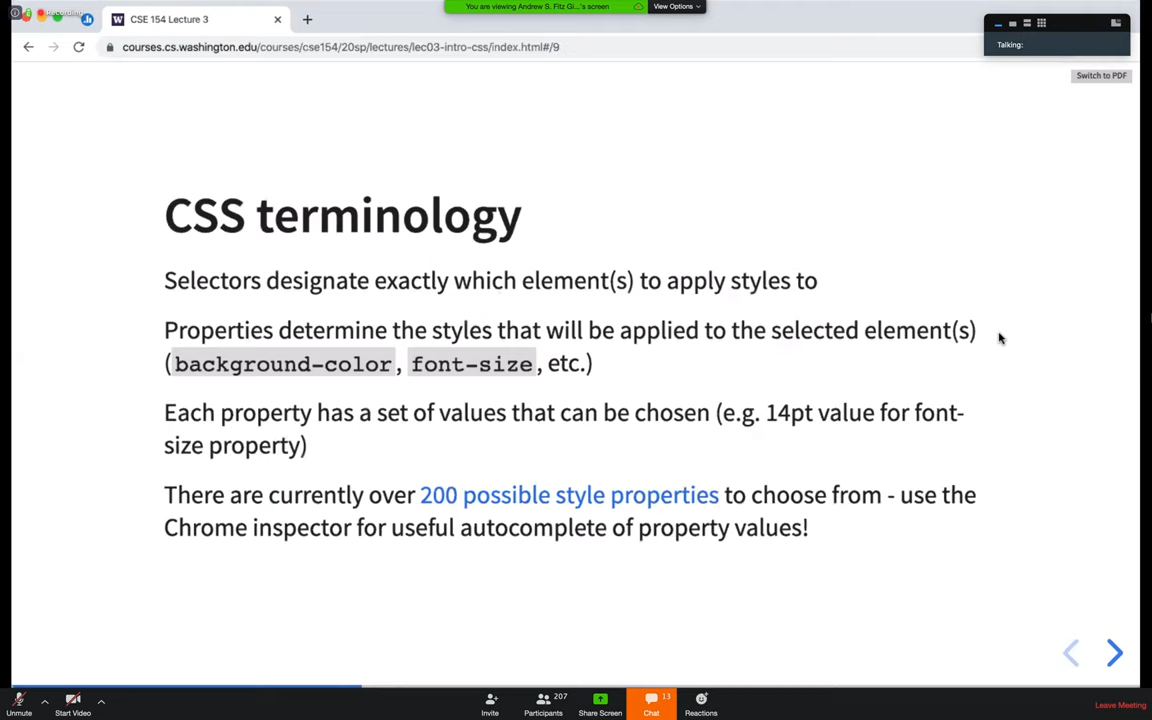 Recording
CSE 154 Lecture 3
You are viewing Andrew S. Fitz Gi...'s screen
View Options
courses.cs.washington.edu/courses/cse154/20sp/lectures/lec03-intro-css/index.html#/9
Talking:
Switch to PDF
CSS terminology
Selectors designate exactly which element(s) to apply styles to
Properties determine the styles that will be applied to the selected element(s)
(background-color, font-size, etc.)
Each property has a set of values that can be chosen (e.g. 14pt value for font-
size property)
There are currently over 200 possible style properties to choose from - use the
Chrome inspector for useful autocomplete of property values!
Unmute
Start Video
Invite
Participants
207
Share Screen
Chat
13
Reactions
Leave Meeting